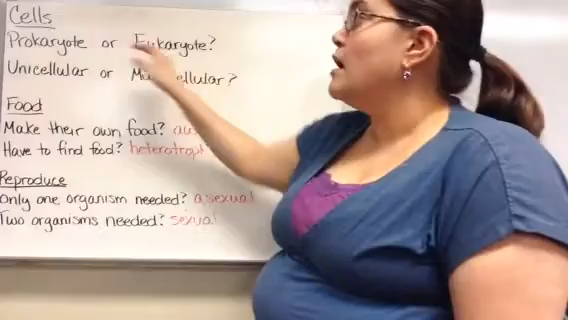 Cells
Prokaryote or Eukaryote?
Unicellular or
Food
Make their own food?
Have to find food?
Reproduce
Only one organism needed? asexual
Two organisms needed? sexual